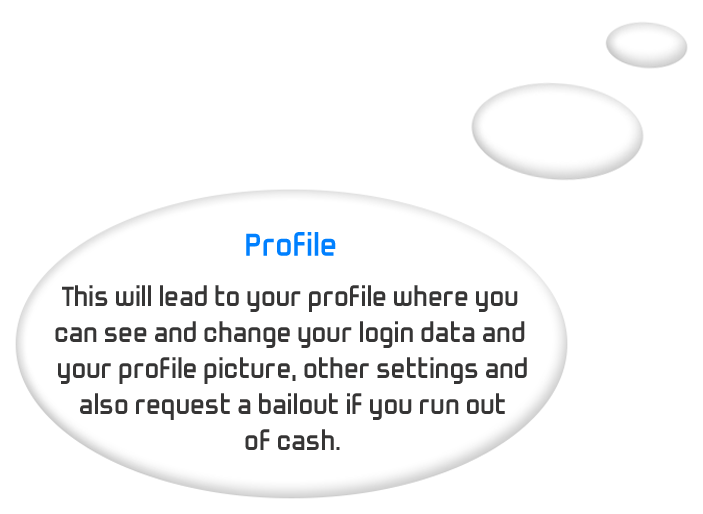 Profile
This will lead to your profile where you
can see and change your login data and
your profile picture, other settings and
also request a bailout if you run out
of cash.